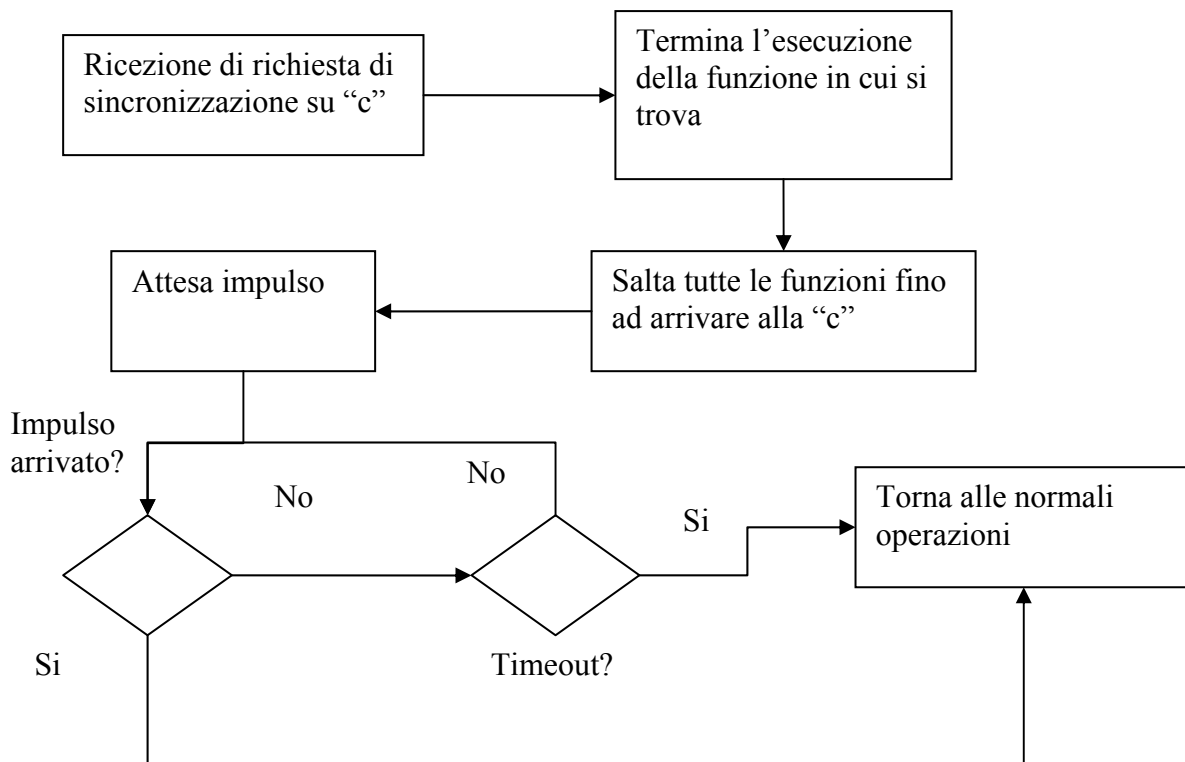 Ricezione di richiesta di
sincronizzazione su “c”
Termina l’esecuzione
della funzione in cui si
trova
Salta tutte le funzioni fino
ad arrivare alla “c”
Attesa impulso
Impulso
arrivato?
No
No
Si
Torna alle normali
operazioni
Si
Timeout?